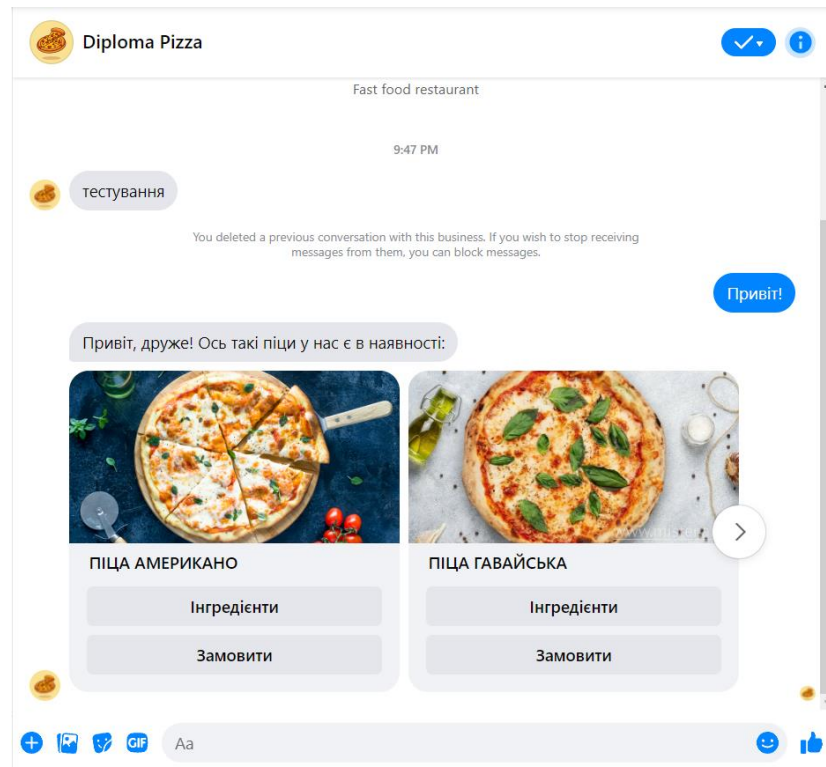 Diploma Pizza
Fast food restaurant
9:47 PM
тестування
You deleted a previous conversation with this business. If you wish to stop receiving
messages from them, you can block messages.
Привіт!
Привіт, друже! Ось такі піци у нас є в наявності:
ПІЦА АМЕРИКАНО
Інгредієнти
Замовити
ПІЦА ГАВАЙСЬКА
Інгредієнти
Замовити
GIF
Aa